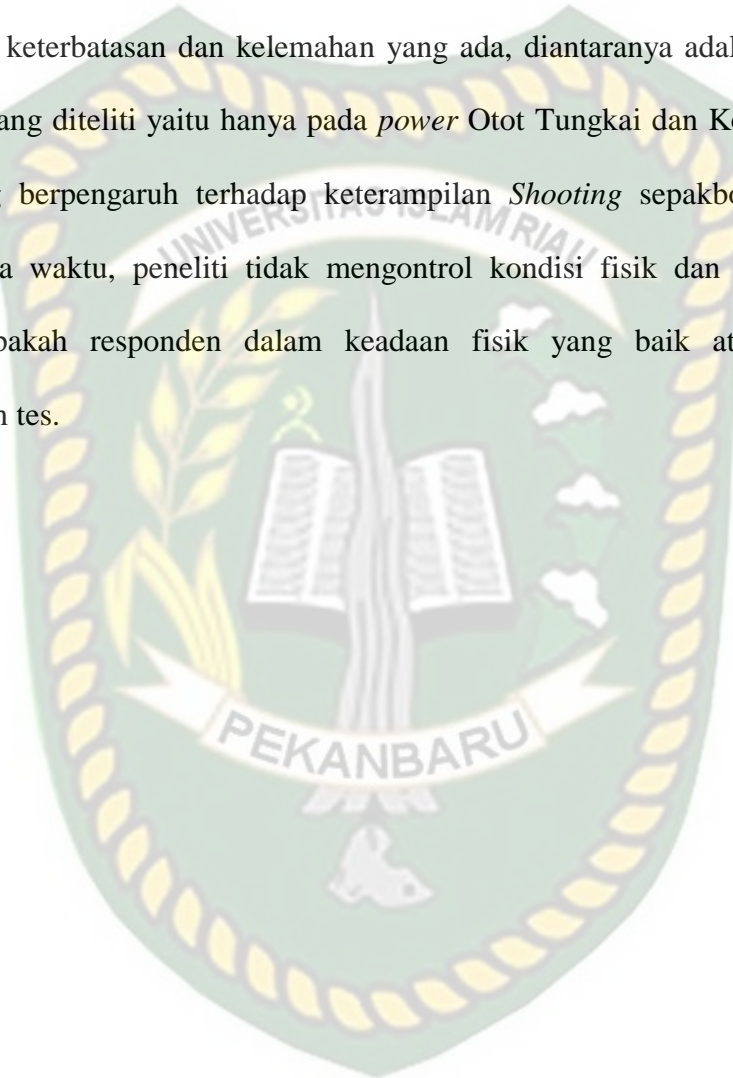 keterbatasan dan kelemahan yang ada, diantaranya adal
ang diteliti yaitu hanya pada power Otot Tungkai dan K
berpengaruh terhadap keterampilan Shooting sepakbo
UNIVERSITAS ISLAM RIAU
a waktu, peneliti tidak mengontrol kondisi fisik dan
pakah responden dalam keadaan fisik yang baik at
n tes.
PEKANBARU